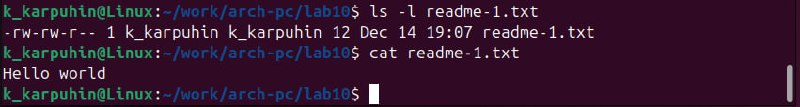 k_karpuhin@Linux:~/work/arch-pc/lab10$ ls -l readme-1.txt
-rw-rw-r-- 1 k_karpuhin k_karpuhin 12 Dec 14 19:07 readme-1.txt
k_karpuhin@Linux:~/work/arch-pc/lab10$ cat readme-1.txt
Hello world
k_karpuhin@Linux:~/work/arch-pc/lab10$